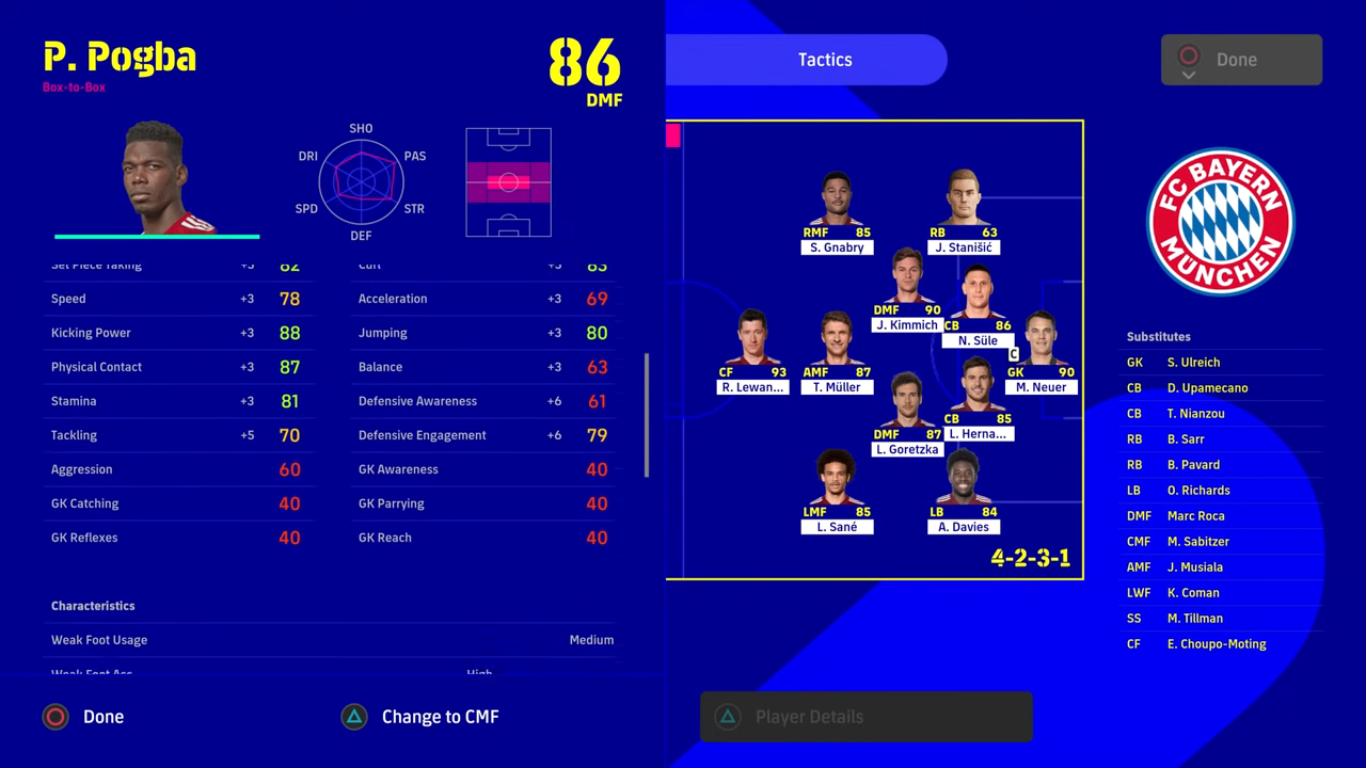 P. Pogba
Box-to-Box
86
DMF
SHO
DRI
PAS
SPD
STR
DEF
Set Piece Taking +3 82 Curl +3 83
Speed +3 78 Acceleration +3 69
Kicking Power +3 88 Jumping +3 80
Physical Contact +3 87 Balance +3 63
Stamina +3 81 Defensive Awareness +6 61
Tackling +5 70 Defensive Engagement +6 79
Aggression 60 GK Awareness 40
GK Catching 40 GK Parrying 40
GK Reflexes 40 GK Reach 40
Characteristics
Weak Foot Usage Medium
Weak Foot Acc. High
Done
Change to CMF
Tactics
Done
RMF 85
S. Gnabry
RB 63
J. Stanišić
DMF 90
J. Kimmich
CB 86
N. Süle
CF 93
R. Lewan...
AMF 87
T. Müller
C
GK 90
M. Neuer
DMF 87
L. Goretzka
CB 85
L. Herna...
LMF 85
L. Sané
LB 84
A. Davies
4-2-3-1
FC BAYERN
MÜNCHEN
Substitutes
GK S. Ulreich
CB D. Upamecano
CB T. Nianzou
RB B. Sarr
RB B. Pavard
LB O. Richards
DMF Marc Roca
CMF M. Sabitzer
AMF J. Musiala
LWF K. Coman
SS M. Tillman
CF E. Choupo-Moting
Player Details